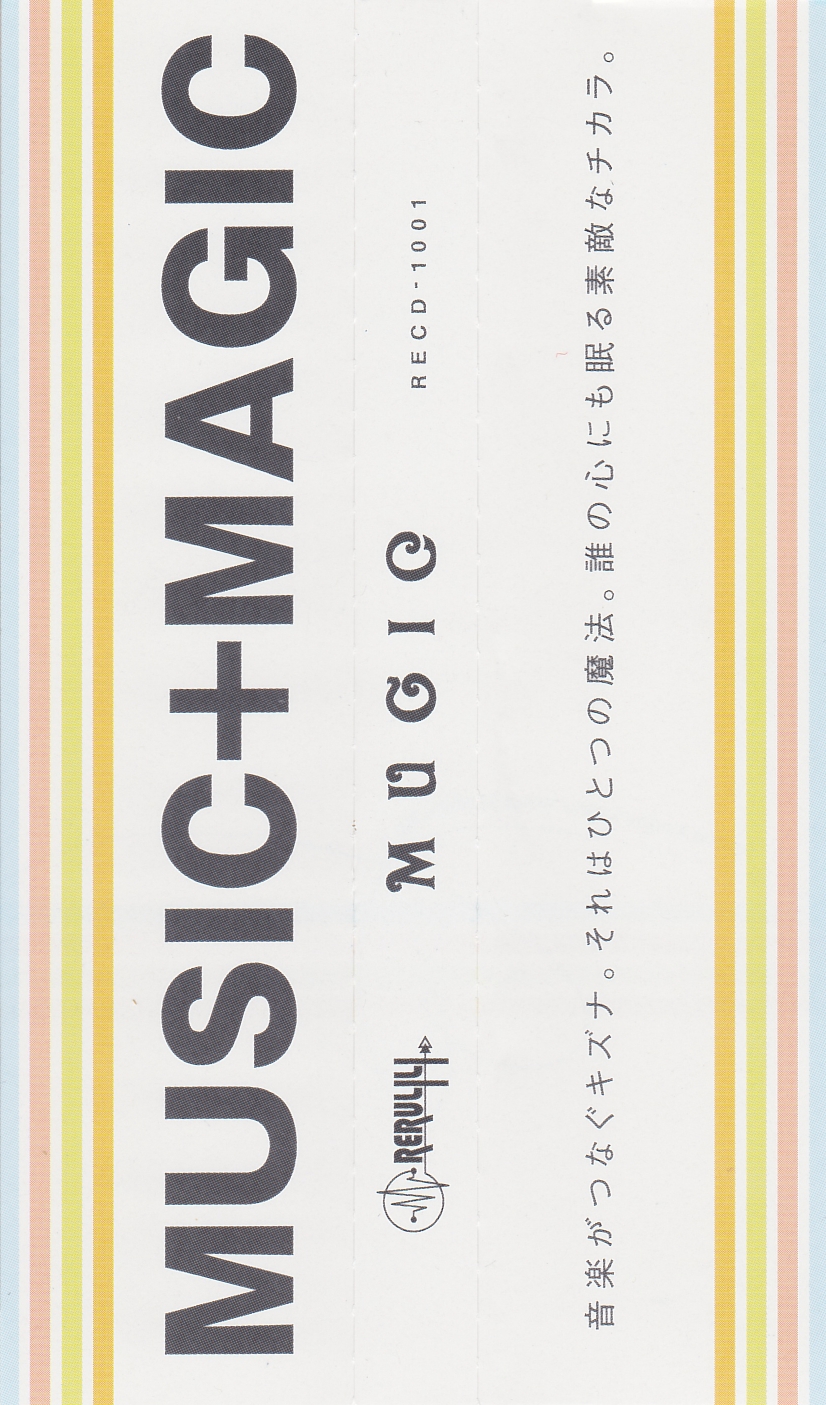 MUSIC+MAGIC
RERULILI
MUGIC
RECD-1001
音楽がつなぐキズナ。それはひとつの魔法。誰の心にも眠る素敵なチカラ。